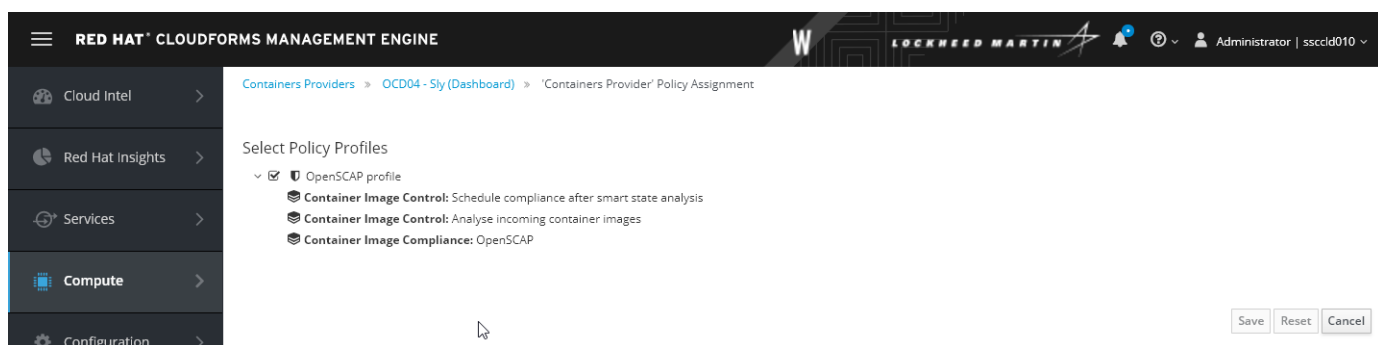 RED HAT® CLOUDFORMS MANAGEMENT ENGINE
W
LOCKHEED MARTIN
Administrator | ssccld010
Cloud Intel
Containers Providers » OCD04 - Sly (Dashboard) » 'Containers Provider' Policy Assignment
Red Hat Insights
Select Policy Profiles
OpenSCAP profile
Container Image Control: Schedule compliance after smart state analysis
Container Image Control: Analyse incoming container images
Container Image Compliance: OpenSCAP
Services
Compute
Configuration
Save Reset Cancel